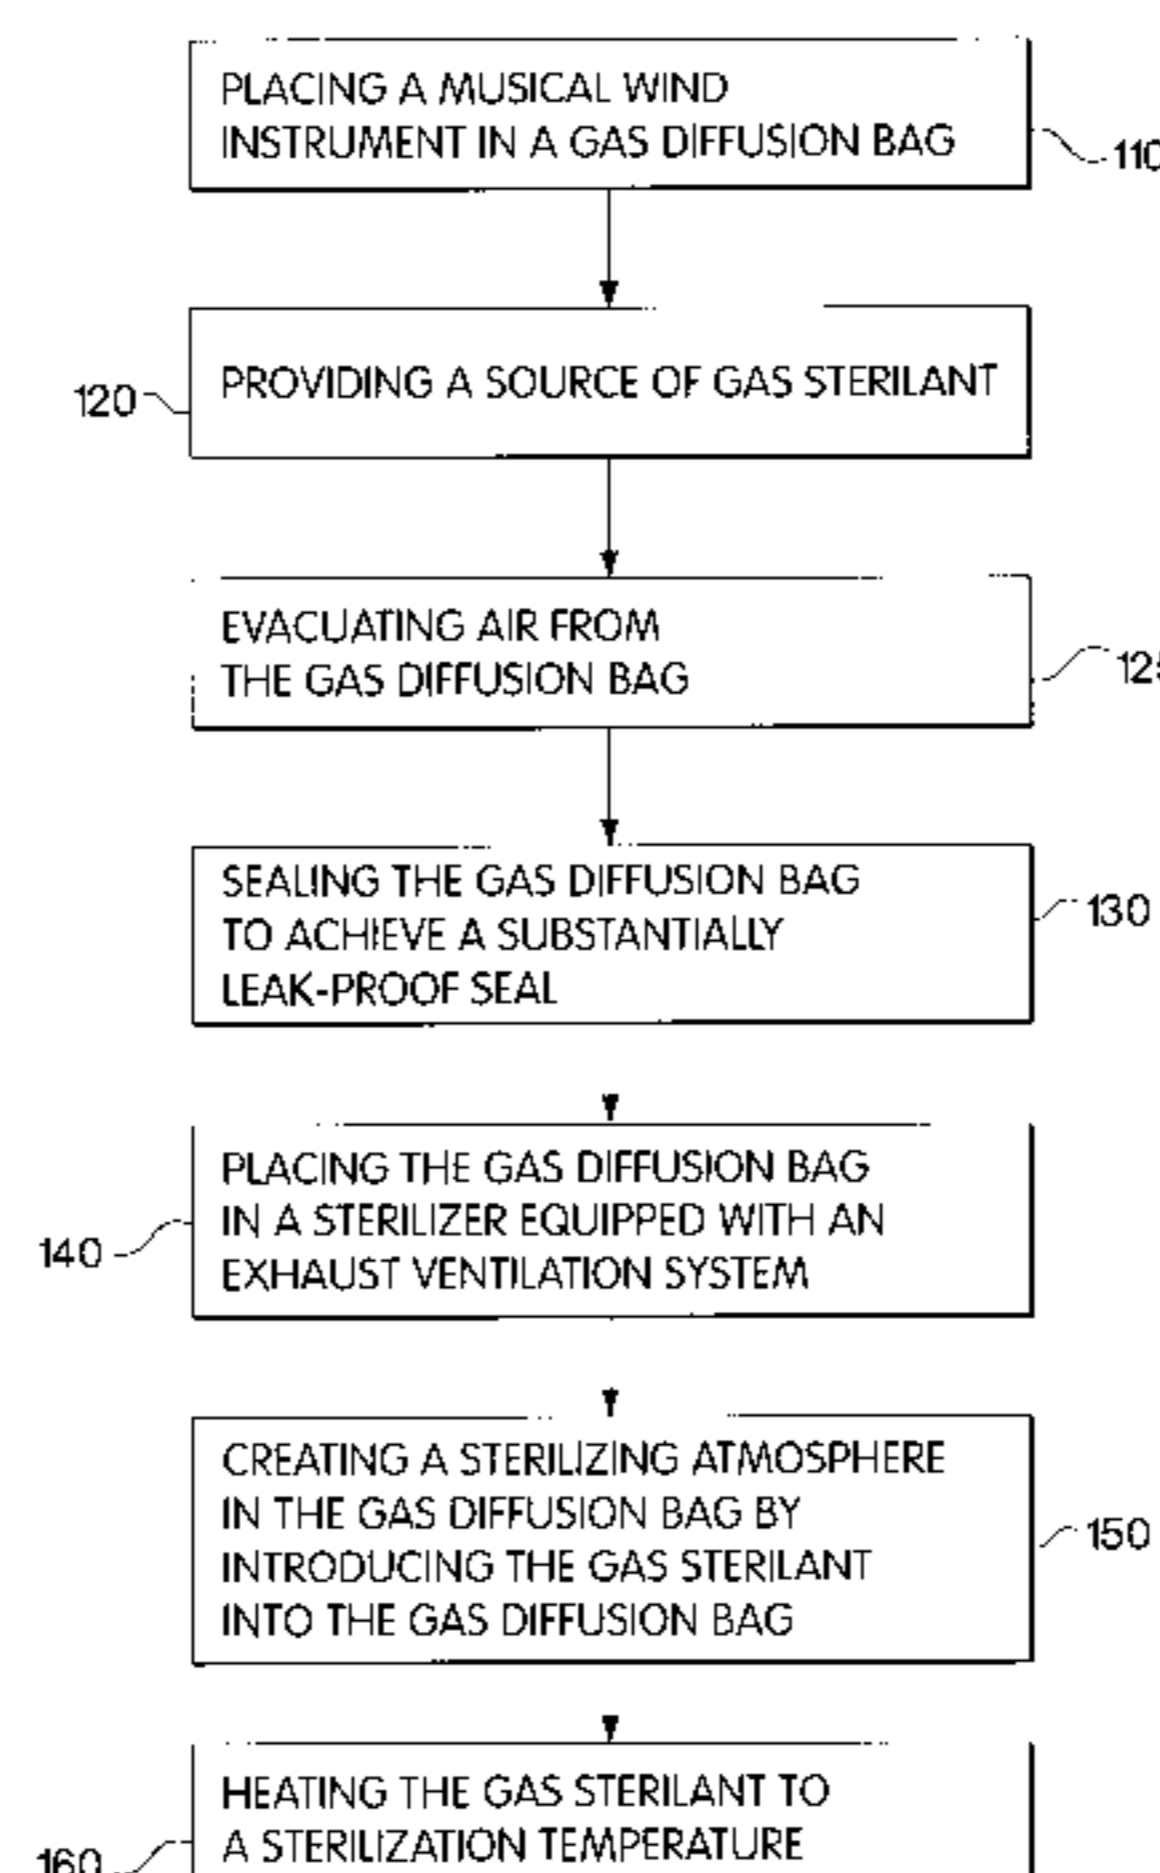 PLACING A MUSICAL WIND
INSTRUMENT IN A GAS DIFFUSION BAG
110
PROVIDING A SOURCE OF GAS STERILANT
120
EVACUATING AIR FROM
THE GAS DIFFUSION BAG
125
SEALING THE GAS DIFFUSION BAG
TO ACHIEVE A SUBSTANTIALLY
LEAK-PROOF SEAL
130
PLACING THE GAS DIFFUSION BAG
IN A STERILIZER EQUIPPED WITH AN
EXHAUST VENTILATION SYSTEM
140
CREATING A STERILIZING ATMOSPHERE
IN THE GAS DIFFUSION BAG BY
INTRODUCING THE GAS STERILANT
INTO THE GAS DIFFUSION BAG
150
HEATING THE GAS STERILANT TO
A STERILIZATION TEMPERATURE
160